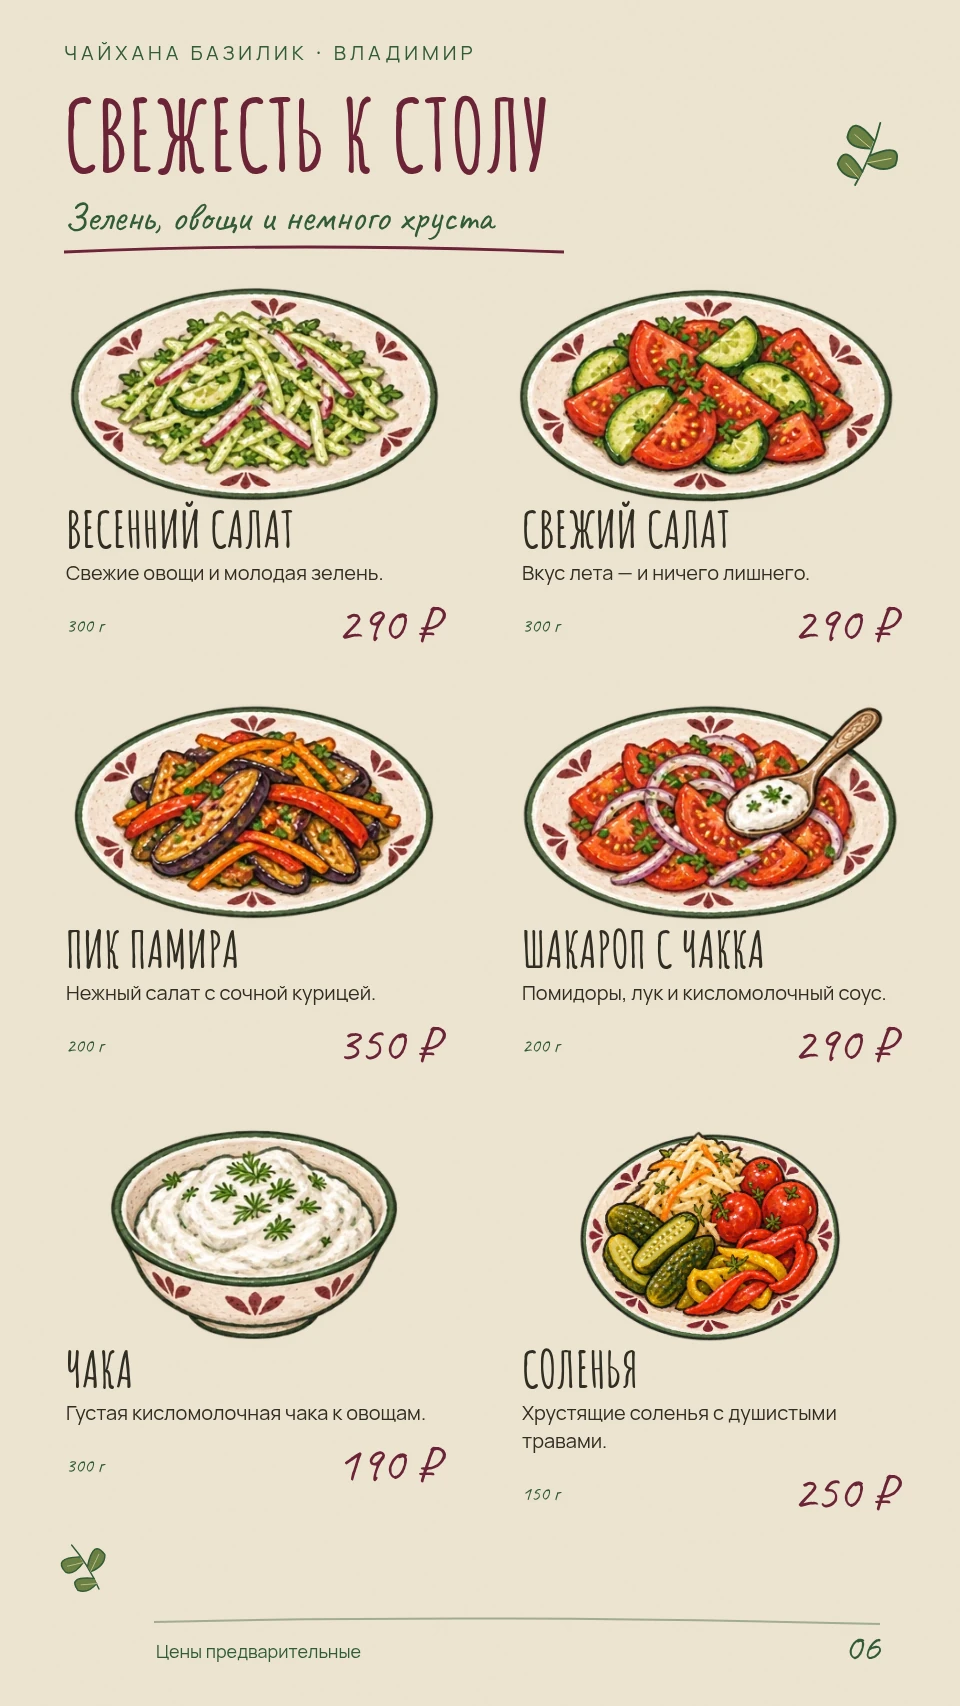 ЧАЙХАНА БАЗИЛИК · ВЛАДИМИР
СВЕЖЕСТЬ К СТОЛУ
Зелень, овощи и немного хруста
ВЕСЕННИЙ САЛАТ
Свежие овощи и молодая зелень.
300 г
290 ₽
СВЕЖИЙ САЛАТ
Вкус лета — и ничего лишнего.
300 г
290 ₽
ПИК ПАМИРА
Нежный салат с сочной курицей.
200 г
350 ₽
ШАКАРОП С ЧАККА
Помидоры, лук и кисломолочный соус.
200 г
290 ₽
ЧАКА
Густая кисломолочная чака к овощам.
300 г
190 ₽
СОЛЕНЬЯ
Хрустящие соленья с душистыми
травами.
150 г
250 ₽
Цены предварительные
06